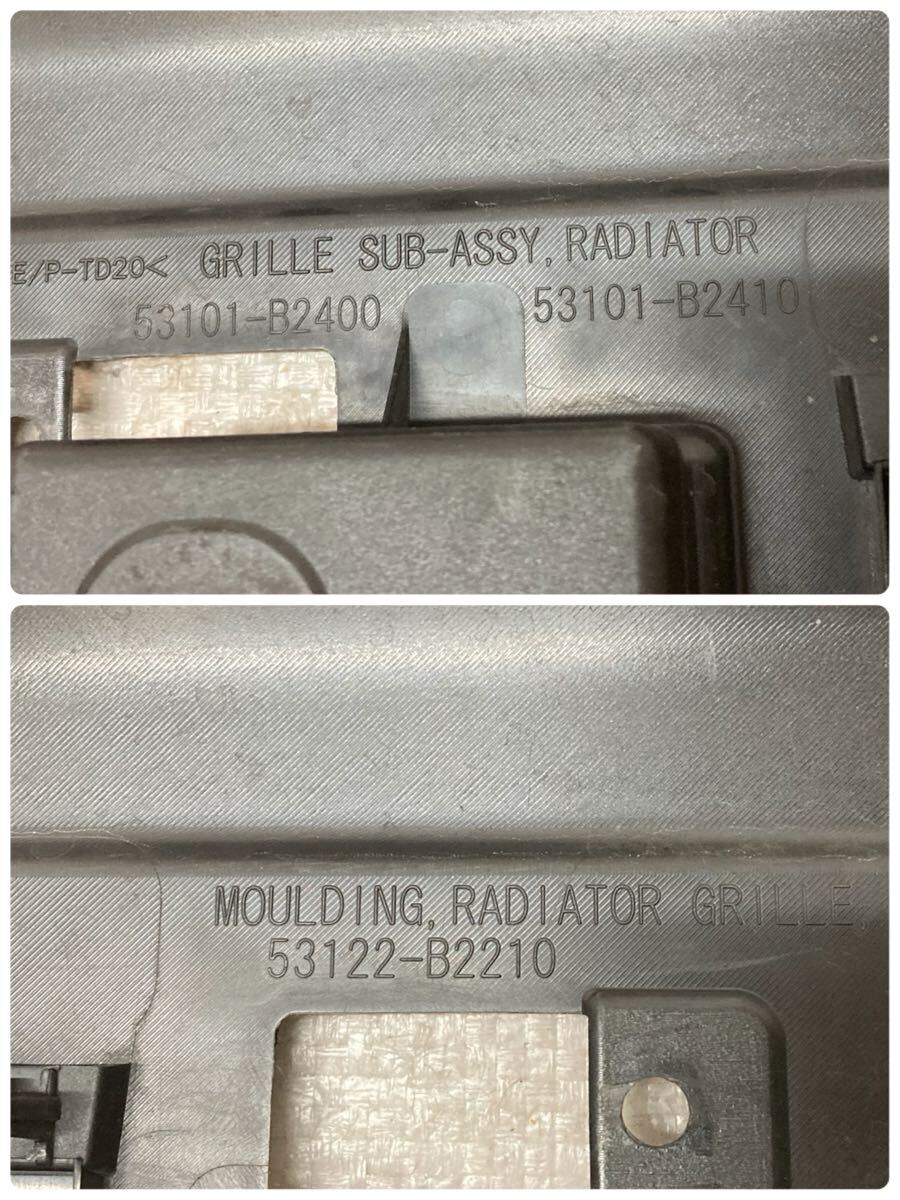 E/P-TD20< GRILLE SUB-ASSY, RADIATOR
53101-B2400 53101-B2410
MOULDING, RADIATOR GRILLE,
53122-B2210